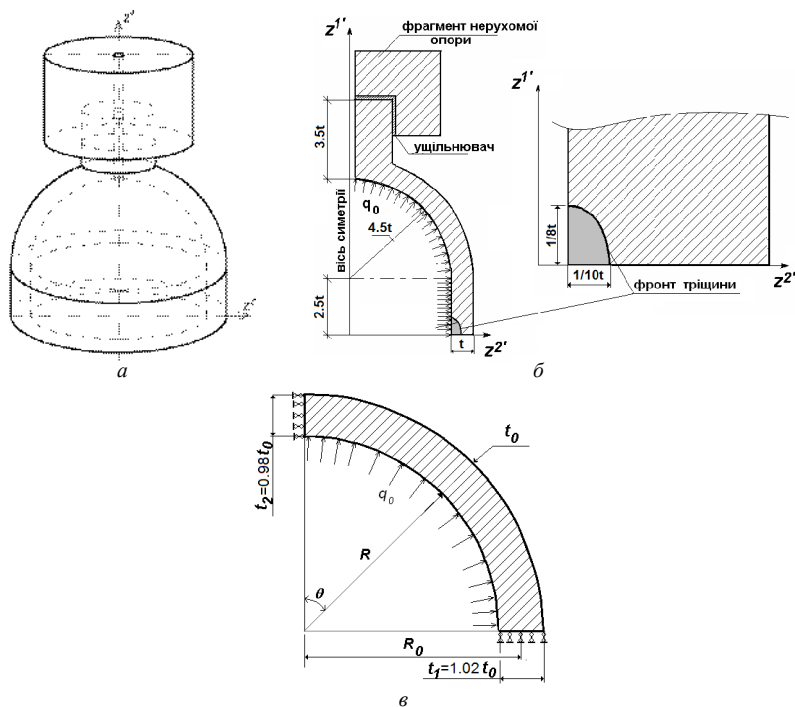 z³'
z²'
а
z¹'
фрагмент нерухомої
опори
3.5t
ущільнювач
вісь симетрії
q₀
4.5t
2.5t
t
z²'
z¹'
1/8t
1/10t
z²'
фронт тріщини
б
t₂=0.98t₀
t₀
q₀
R
θ
R₀
t₁=1.02t₀
в